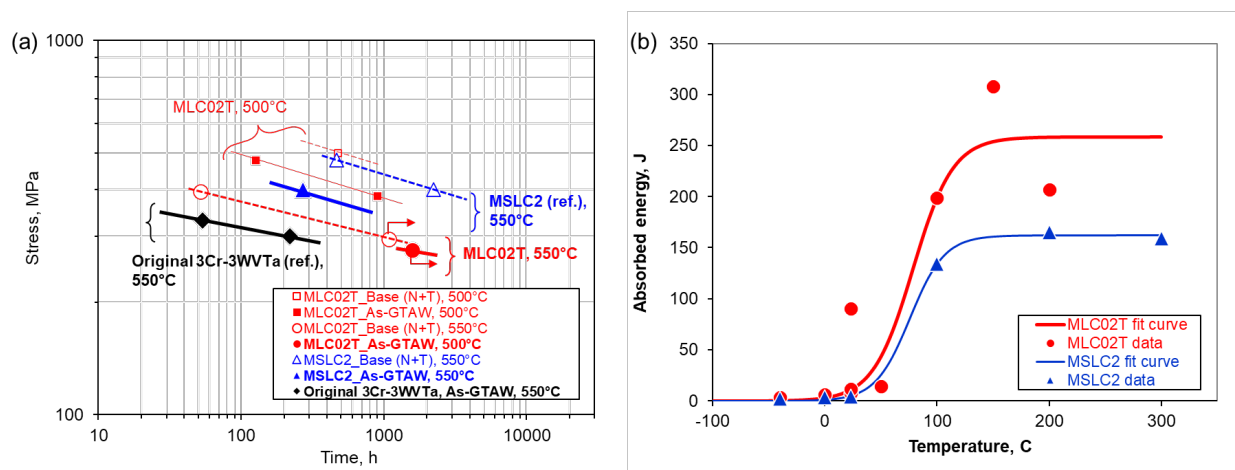 (a)
1000
100
Stress, MPa
10
100
1000
10000
Time, h
MLC02T, 500°C
MSLC2 (ref.),
550°C
MLC02T, 550°C
Original 3Cr-3WVTa (ref.),
550°C
MLC02T_Base (N+T), 500°C
MLC02T_As-GTAW, 500°C
MLC02T_Base (N+T), 550°C
MLC02T_As-GTAW, 500°C
MSLC2_Base (N+T), 550°C
MSLC2_As-GTAW, 550°C
Original 3Cr-3WVTa, As-GTAW, 550°C
(b)
350
300
250
200
150
100
50
0
Absorbed energy, J
-100
0
100
200
300
Temperature, C
MLC02T fit curve
MLC02T data
MSLC2 fit curve
MSLC2 data